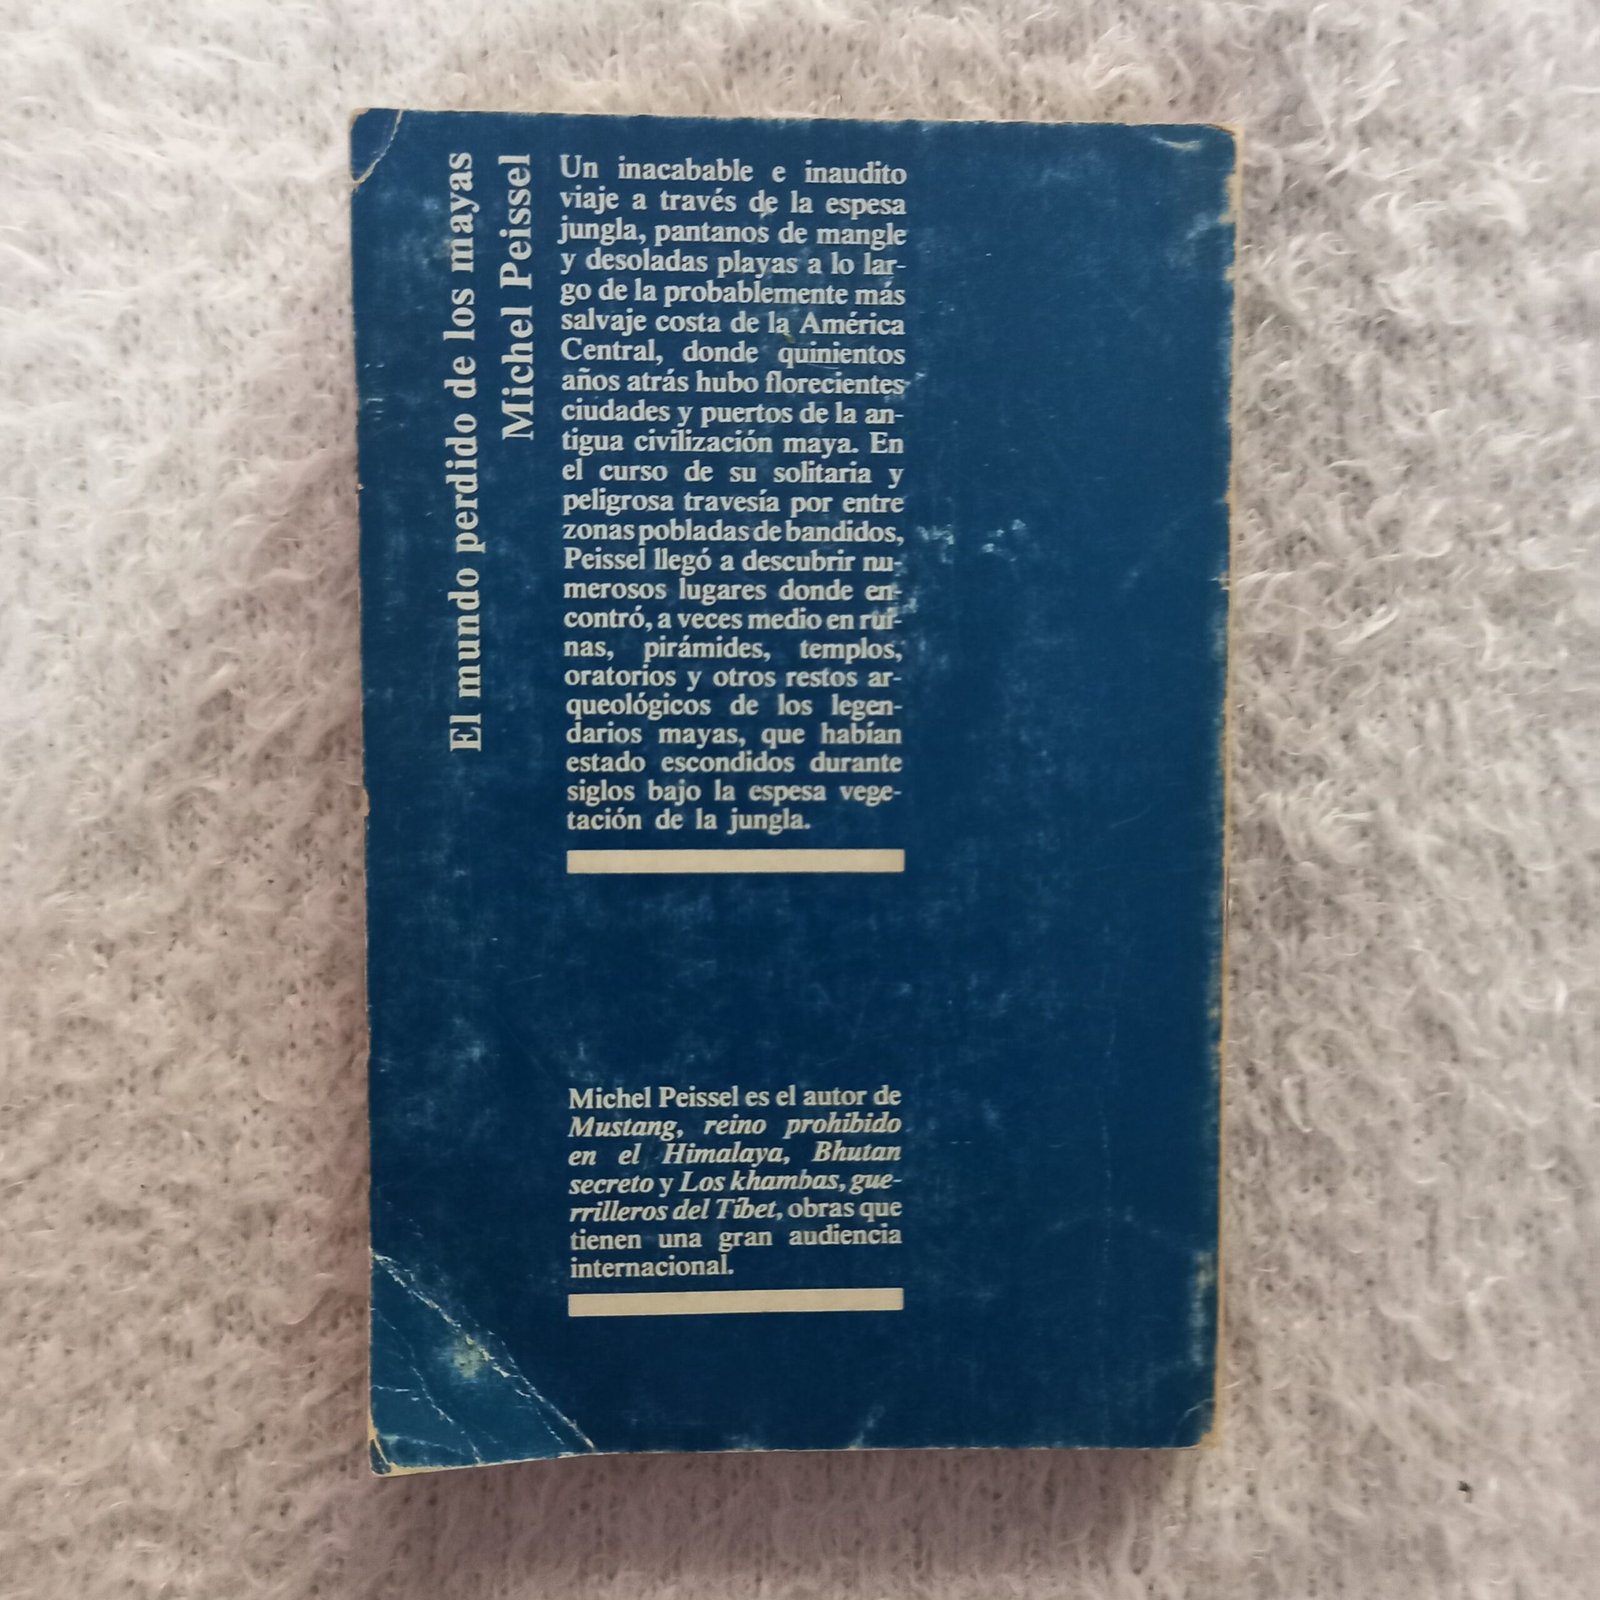 El mundo perdido de los mayas
Michel Peissel
Un inacabable e inaudito
viaje a través de la espesa
jungla, pantanos de mangle
y desoladas playas a lo lar-
go de la probablemente más
salvaje costa de la América
Central, donde quinientos
años atrás hubo florecientes
ciudades y puertos de la an-
tigua civilización maya. En
el curso de su solitaria y
peligrosa travesía por entre
zonas pobladas de bandidos,
Peissel llegó a descubrir nu-
merosos lugares donde en-
contró, a veces medio en rui-
nas, pirámides, templos,
oratorios y otros restos ar-
queológicos de los legen-
darios mayas, que habían
estado escondidos durante
siglos bajo la espesa vege-
tación de la jungla.
Michel Peissel es el autor de
Mustang, reino prohibido
en el Himalaya, Bhutan
secreto y Los khambas, gue-
rrilleros del Tíbet, obras que
tienen una gran audiencia
internacional.